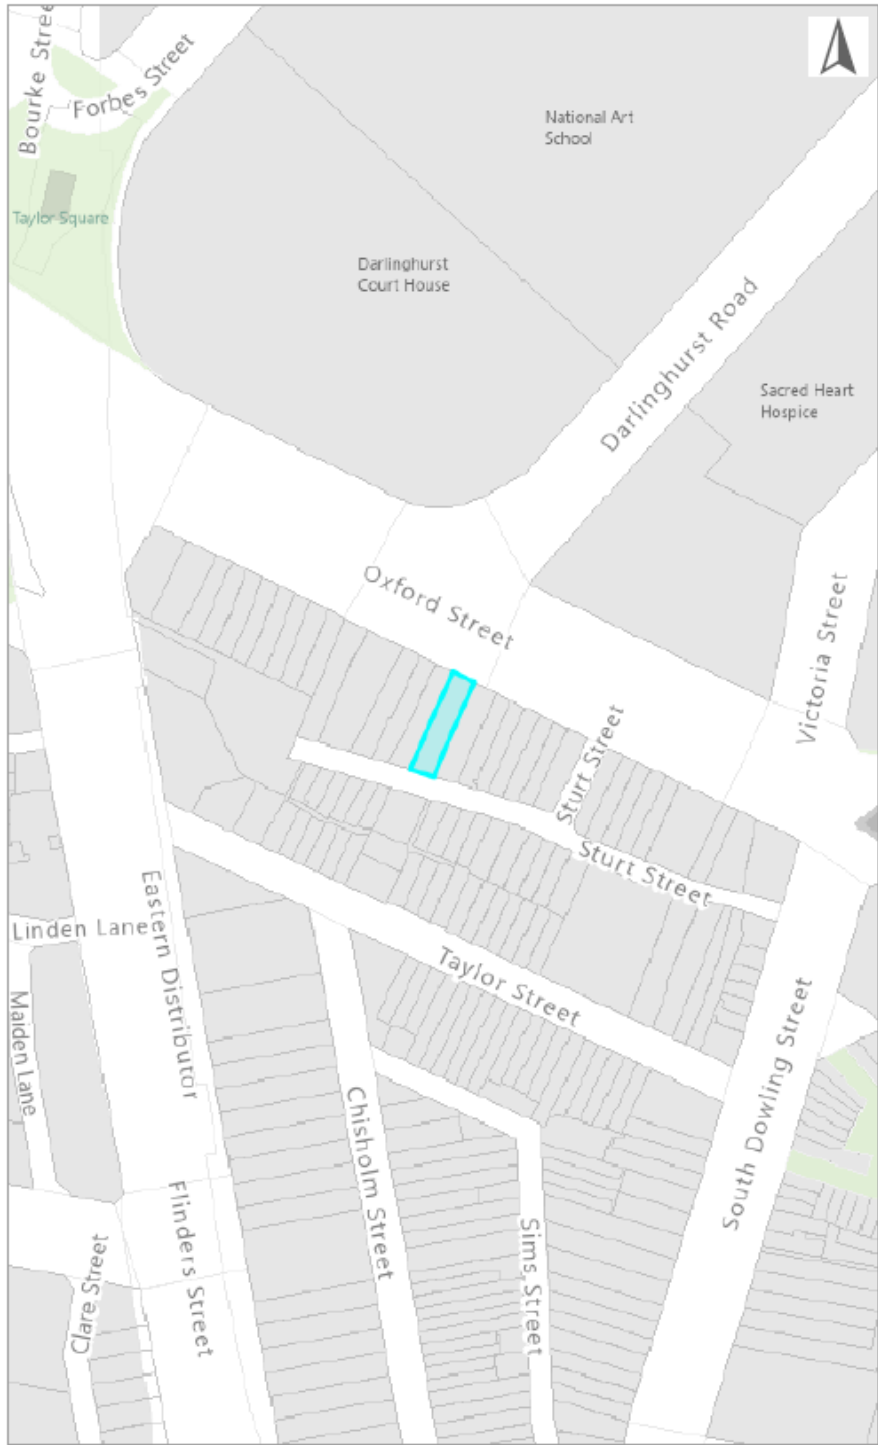 Bourke Stree
Forbes Street
National Art
School
Taylor Square
Darlinghurst
Court House
Darlinghurst Road
Sacred Heart
Hospice
Oxford Street
Victoria Street
Sturt Street
Sturt Street
Eastern Distributor
Linden Lane
Taylor Street
Maiden Lane
South Dowling Street
Chisholm Street
Flinders Street
Sims Street
Clare Street